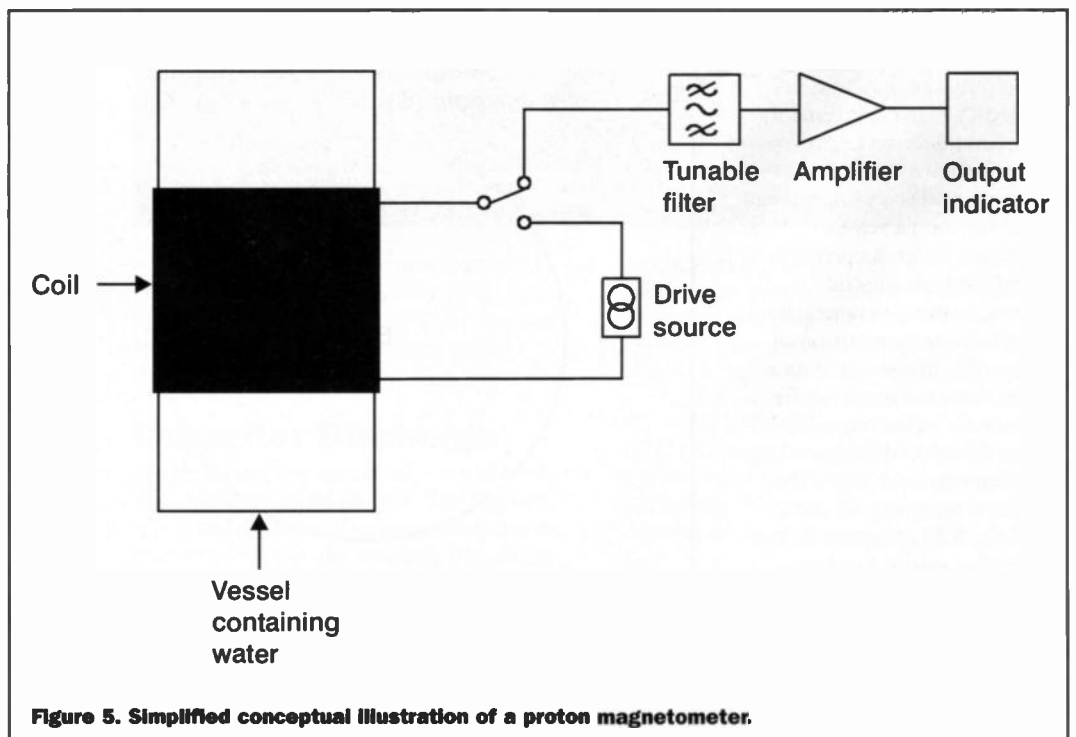 Tunable
filter
Amplifier
Output
indicator
Coil
Drive
source
Vessel
containing
water
Figure 5. Simplified conceptual illustration of a proton magnetometer.